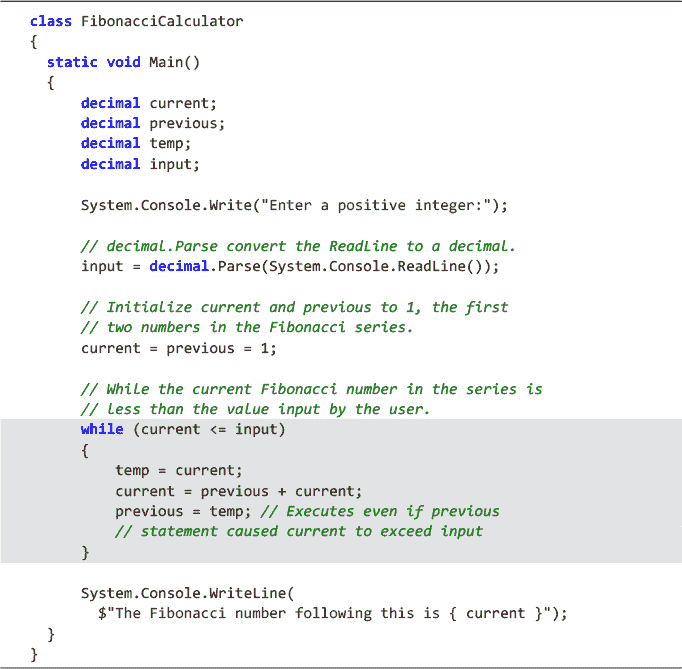 class FibonacciCalculator
{
static void Main()
{
decimal current;
decimal previous;
decimal temp;
decimal input;
System.Console.Write("Enter a positive integer:");
// decimal.Parse convert the ReadLine to a decimal.
input = decimal.Parse(System.Console.ReadLine());
// Initialize current and previous to 1, the first
// two numbers in the Fibonacci series.
current = previous = 1;
// While the current Fibonacci number in the series is
// less than the value input by the user.
while (current <= input)
{
temp = current;
current = previous + current;
previous = temp; // Executes even if previous
// statement caused current to exceed input
}
System.Console.WriteLine(
$"The Fibonacci number following this is { current }");
}
}